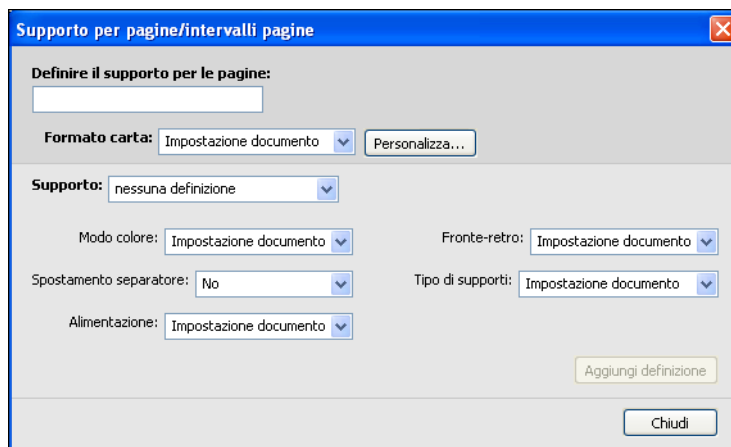 Supporto per pagine/intervalli pagine
Definire il supporto per le pagine:
Formato carta: Impostazione documento Personalizza...
Supporto: nessuna definizione
Modo colore: Impostazione documento Fronte-retro: Impostazione documento
Spostamento separatore: No Tipo di supporti: Impostazione documento
Alimentazione: Impostazione documento
Aggiungi definizione
Chiudi